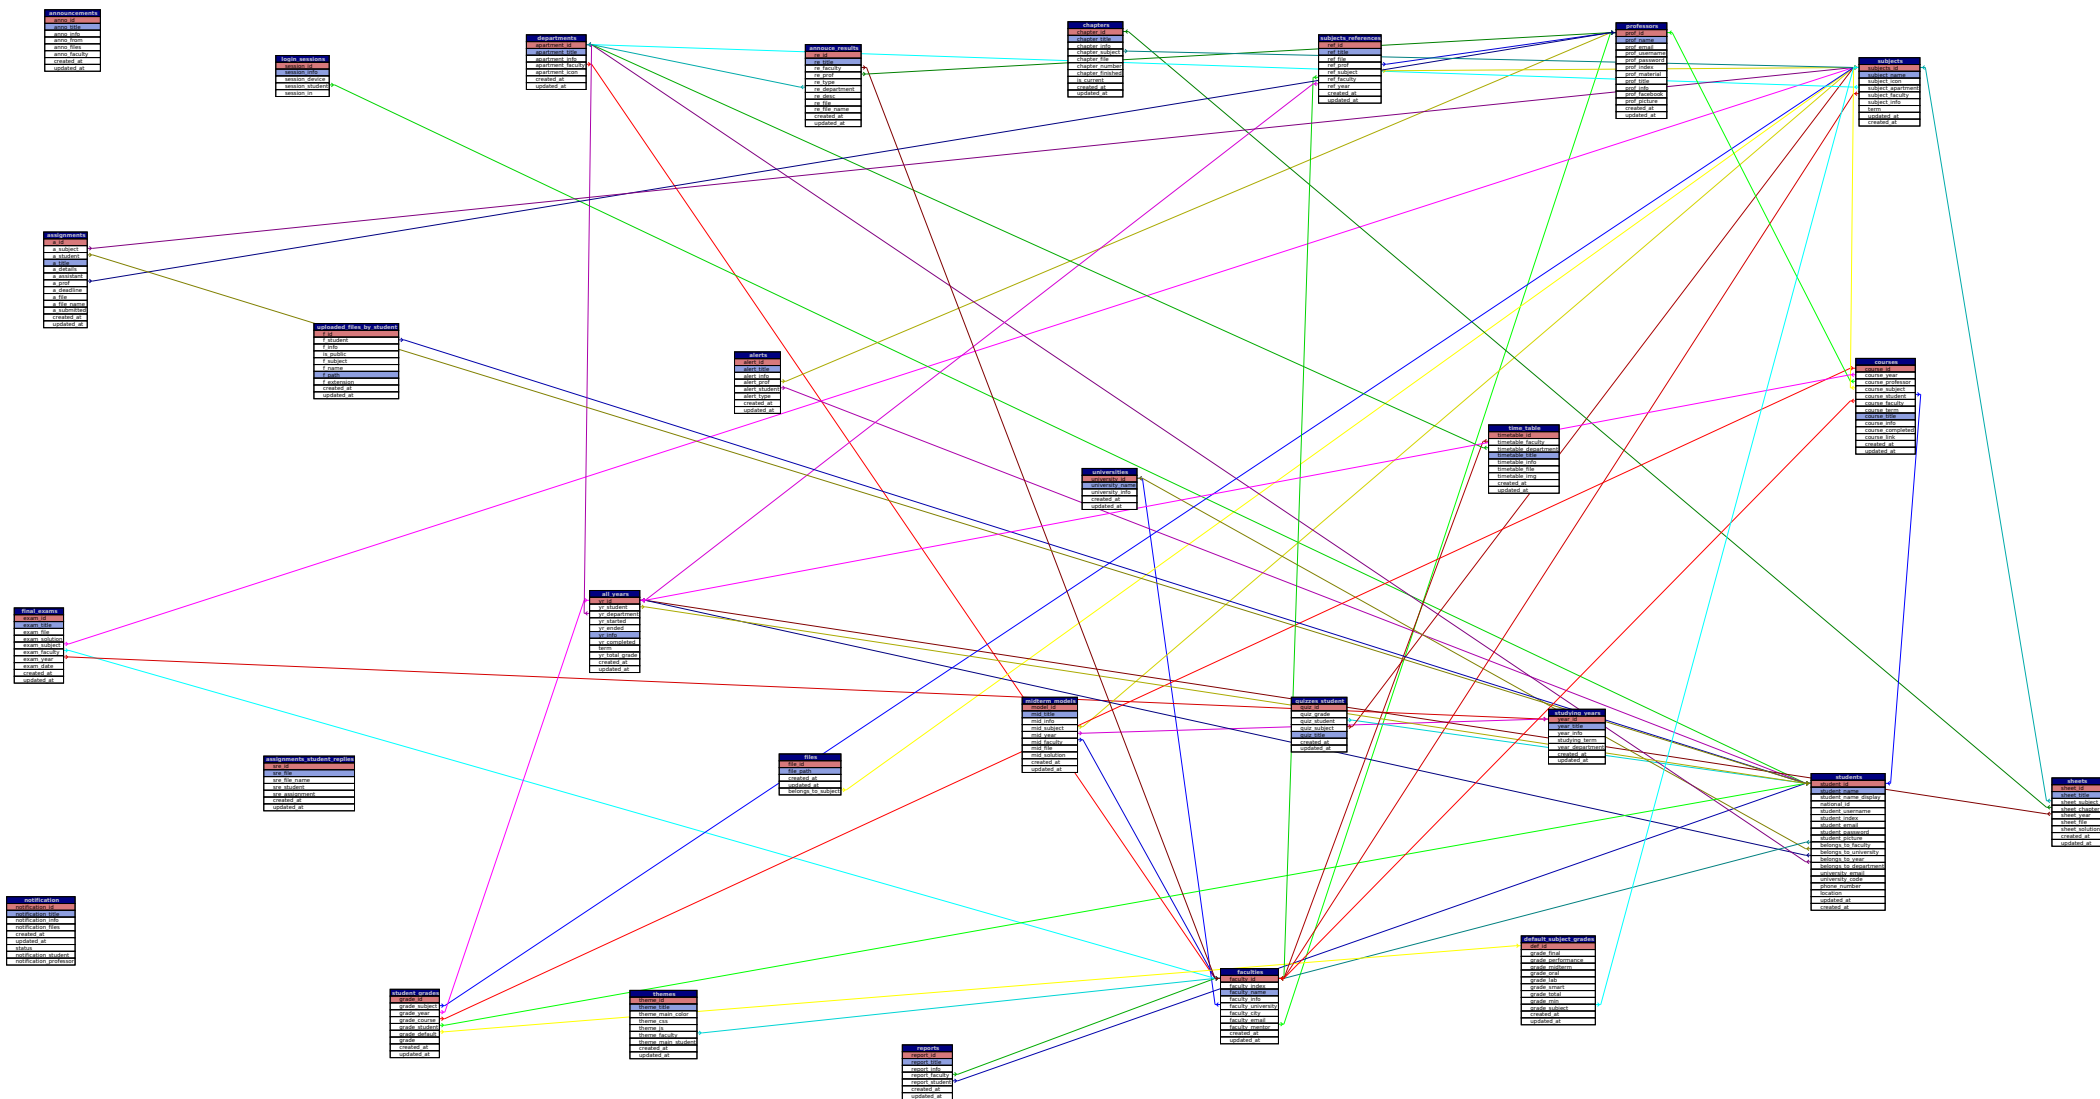 announcements
anno_id
anno_title
anno_info
anno_from
anno_files
anno_faculty
created_at
updated_at
login_sessions
session_id
session_info
session_device
session_student
session_in
departments
apartment_id
apartment_title
apartment_info
apartment_faculty
apartment_icon
created_at
updated_at
annouce_results
re_id
re_title
re_faculty
re_prof
re_type
re_department
re_desc
re_file
re_file_name
created_at
updated_at
chapters
chapter_id
chapter_title
chapter_info
chapter_subject
chapter_file
chapter_number
chapter_finished
is_current
created_at
updated_at
subjects_references
ref_id
ref_title
ref_file
ref_prof
ref_subject
ref_faculty
ref_year
created_at
updated_at
professors
prof_id
prof_name
prof_email
prof_username
prof_password
prof_index
prof_material
prof_title
prof_info
prof_facebook
prof_picture
created_at
updated_at
subjects
subjects_id
subject_name
subject_icon
subject_apartment
subject_faculty
subject_info
term
updated_at
created_at
assignments
a_id
a_subject
a_student
a_title
a_details
a_assistant
a_prof
a_deadline
a_file
a_file_name
a_submitted
created_at
updated_at
uploaded_files_by_student
f_id
f_student
f_info
is_public
f_subject
f_name
f_path
f_extension
created_at
updated_at
alerts
alert_id
alert_title
alert_info
alert_prof
alert_student
alert_type
created_at
updated_at
courses
course_id
course_year
course_professor
course_subject
course_student
course_faculty
course_term
course_title
course_info
course_completed
course_link
created_at
updated_at
time_table
timetable_id
timetable_faculty
timetable_department
timetable_title
timetable_info
timetable_file
timetable_img
created_at
updated_at
universities
university_id
university_name
university_info
created_at
updated_at
all_years
yr_id
yr_student
yr_department
yr_started
yr_ended
yr_info
yr_completed
term
yr_total_grade
created_at
updated_at
final_exams
exam_id
exam_title
exam_file
exam_solution
exam_subject
exam_faculty
exam_year
exam_date
created_at
updated_at
midterm_models
model_id
mid_title
mid_info
mid_subject
mid_year
mid_faculty
mid_file
mid_solution
created_at
updated_at
quizzes_student
quiz_id
quiz_grade
quiz_student
quiz_subject
quiz_title
created_at
updated_at
studying_years
year_id
year_title
year_info
studying_term
year_department
created_at
updated_at
assignments_student_replies
sre_id
sre_file
sre_file_name
sre_student
sre_assignment
created_at
updated_at
files
file_id
file_path
created_at
updated_at
belongs_to_subject
students
student_id
student_name
student_name_display
national_id
student_username
student_index
student_email
student_password
student_picture
belongs_to_faculty
belongs_to_university
belongs_to_year
belongs_to_department
university_email
university_code
phone_number
location
updated_at
created_at
sheets
sheet_id
sheet_title
sheet_subject
sheet_chapter
sheet_year
sheet_file
sheet_solution
created_at
updated_at
notification
notification_id
notification_title
notification_info
notification_files
created_at
updated_at
status
notification_student
notification_professor
default_subject_grades
def_id
grade_final
grade_performance
grade_midterm
grade_oral
grade_lab
grade_smart
grade_total
grade_min
grade_subject
created_at
updated_at
faculties
faculty_id
faculty_index
faculty_name
faculty_info
faculty_university
faculty_city
faculty_email
faculty_mentor
created_at
updated_at
student_grades
grade_id
grade_subject
grade_year
grade_course
grade_student
grade_default
grade
created_at
updated_at
themes
theme_id
theme_title
theme_main_color
theme_css
theme_js
theme_faculty
theme_main_student
created_at
updated_at
reports
report_id
report_title
report_info
report_faculty
report_student
created_at
updated_at